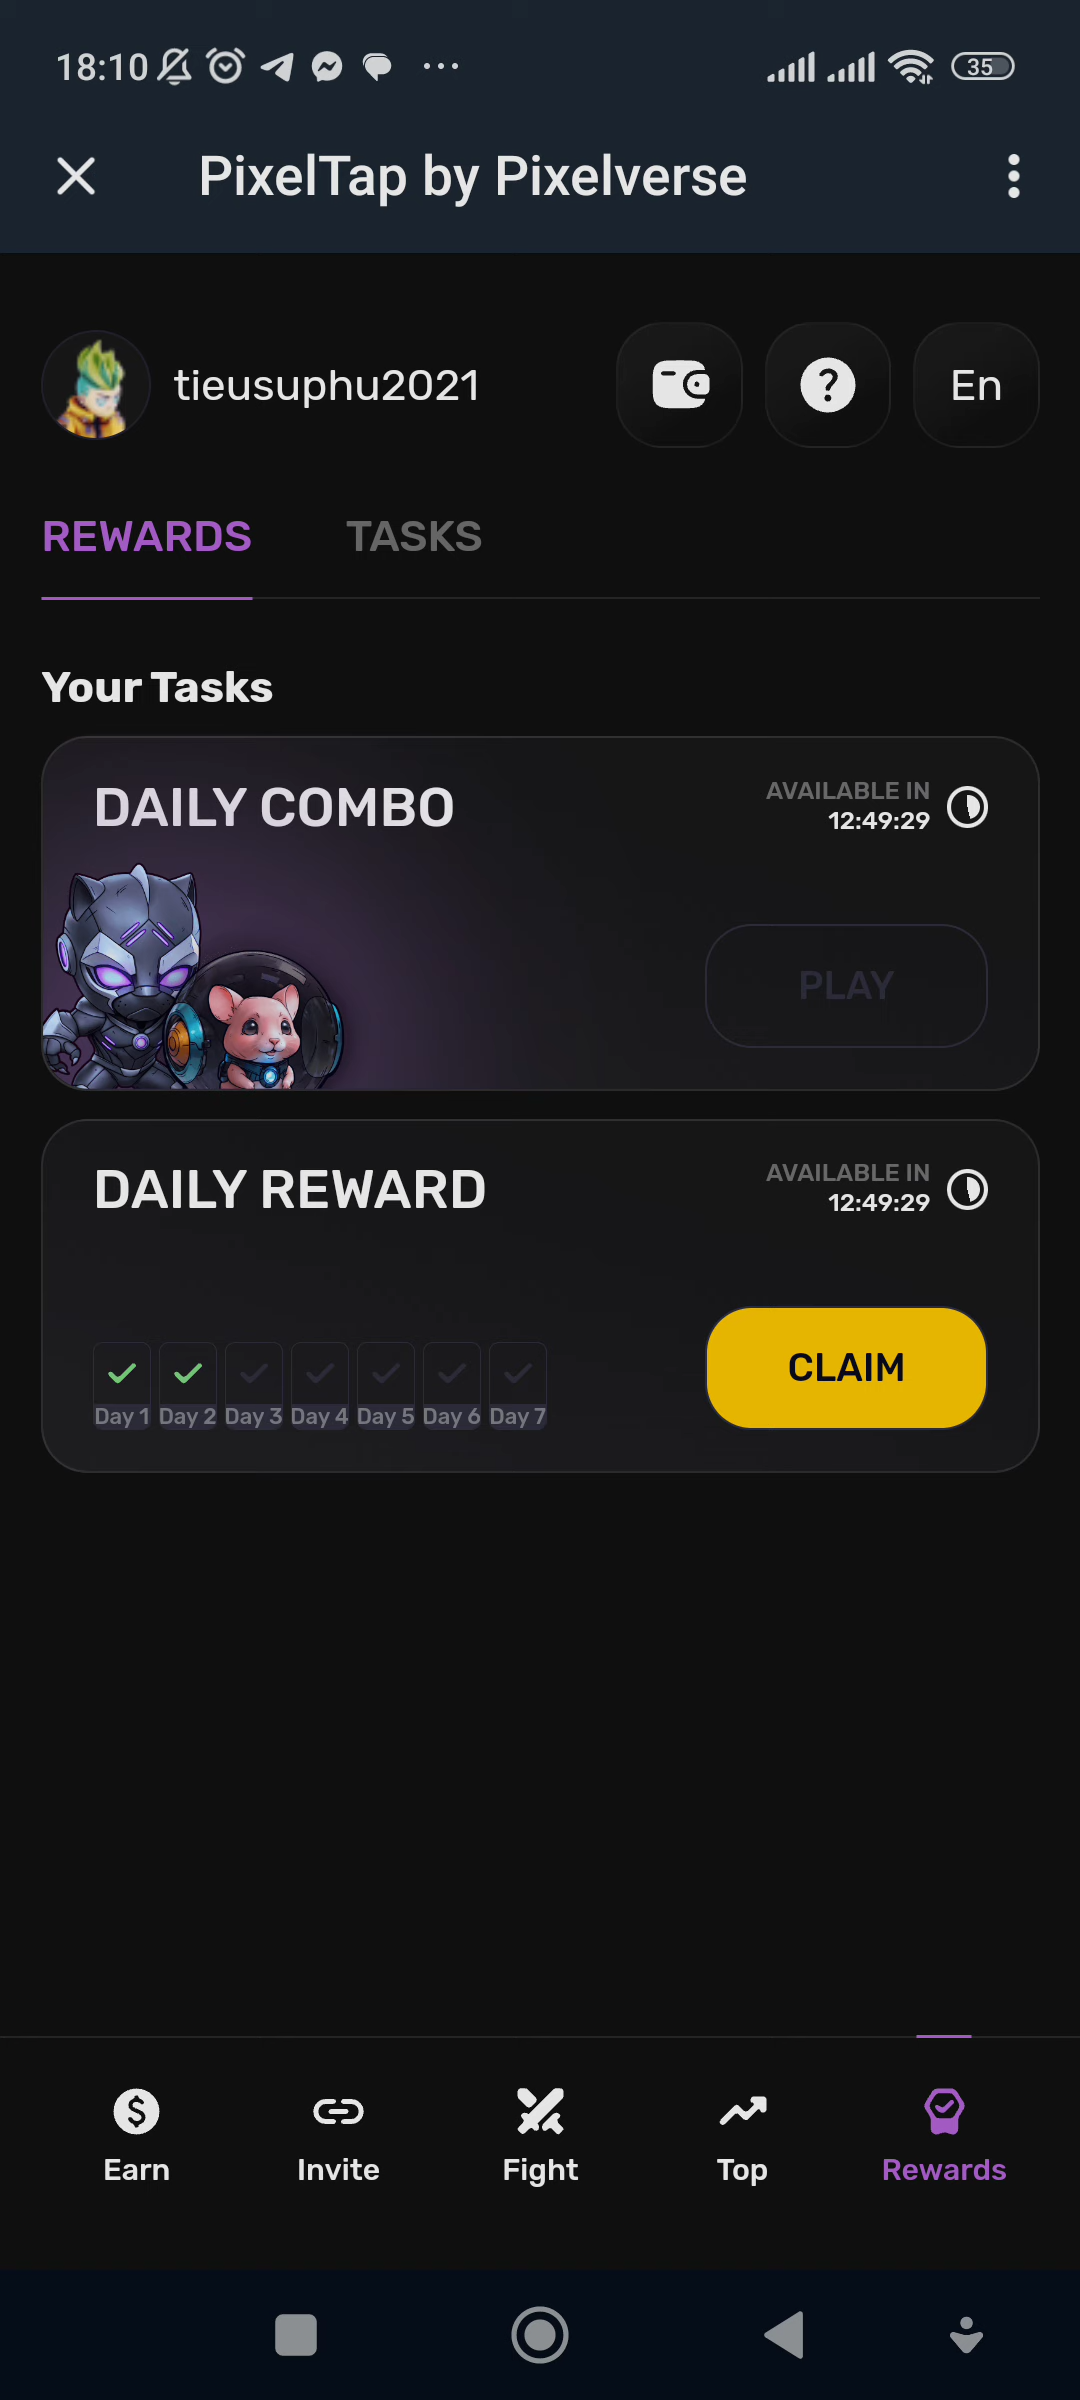 18:10
35
PixelTap by Pixelverse
tieusuphu2021
En
REWARDS
TASKS
Your Tasks
DAILY COMBO
AVAILABLE IN
12:49:29
PLAY
DAILY REWARD
AVAILABLE IN
12:49:29
Day 1
Day 2
Day 3
Day 4
Day 5
Day 6
Day 7
CLAIM
Earn
Invite
Fight
Top
Rewards